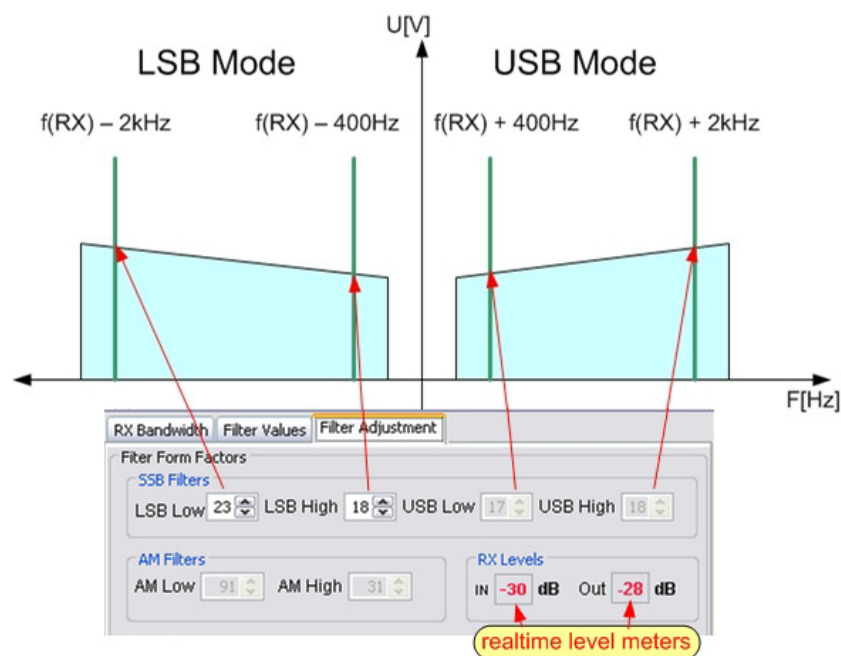 U[V]
LSB Mode
USB Mode
f(RX) – 2kHz
f(RX) – 400Hz
f(RX) + 400Hz
f(RX) + 2kHz
F[Hz]
RX Bandwidth
Filter Values
Filter Adjustment
Fiter Form Factors
SSB Filters
LSB Low 23 LSB High 18 USB Low 17 USB High 18
AM Filters
AM Low 91 AM High 31
RX Levels
IN -30 dB Out -28 dB
realtime level meters